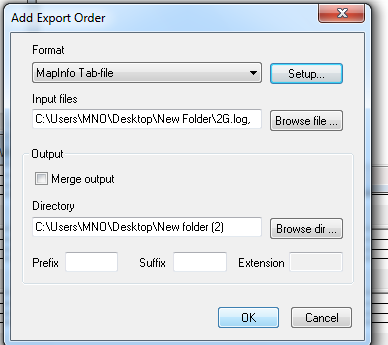 Add Export Order
Format
MapInfo Tab-file
Setup...
Input files
C:\Users\MNO\Desktop\New Folder\2G.log,
Browse file ...
Output
Merge output
Directory
C:\Users\MNO\Desktop\New folder (2)
Browse dir ...
Prefix Suffix Extension
OK Cancel